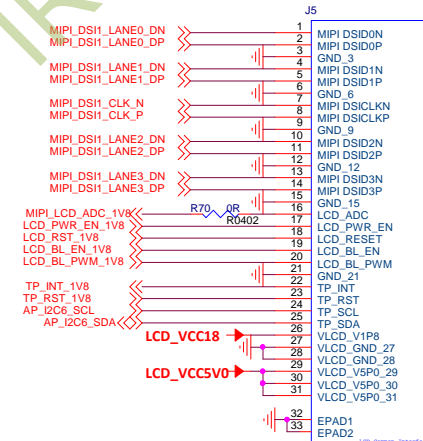 J5
MIPI_DSI1_LANE0_DN 1 MIPI DSID0N
MIPI_DSI1_LANE0_DP 2 MIPI DSID0P
3 GND_3
MIPI_DSI1_LANE1_DN 4 MIPI DSID1N
MIPI_DSI1_LANE1_DP 5 MIPI DSID1P
6 GND_6
MIPI_DSI1_CLK_N 7 MIPI DSICLKN
MIPI_DSI1_CLK_P 8 MIPI DSICLKP
9 GND_9
MIPI_DSI1_LANE2_DN 10 MIPI DSID2N
MIPI_DSI1_LANE2_DP 11 MIPI DSID2P
12 GND_12
MIPI_DSI1_LANE3_DN 13 MIPI DSID3N
MIPI_DSI1_LANE3_DP 14 MIPI DSID3P
15 GND_15
MIPI_LCD_ADC_1V8 R70 0R R0402 16 LCD_ADC
LCD_PWR_EN_1V8 17 LCD_PWR_EN
LCD_RST_1V8 18 LCD_RESET
LCD_BL_EN_1V8 19 LCD_BL_EN
LCD_BL_PWM_1V8 20 LCD_BL_PWM
21 GND_21
TP_INT_1V8 22 TP_INT
TP_RST_1V8 23 TP_RST
AP_I2C6_SCL 24 TP_SCL
AP_I2C6_SDA 25 TP_SDA
LCD_VCC18 26 VLCD_V1P8
27 VLCD_GND_27
28 VLCD_GND_28
LCD_VCC5V0 29 VLCD_V5P0_29
30 VLCD_V5P0_30
31 VLCD_V5P0_31
32 EPAD1
33 EPAD2